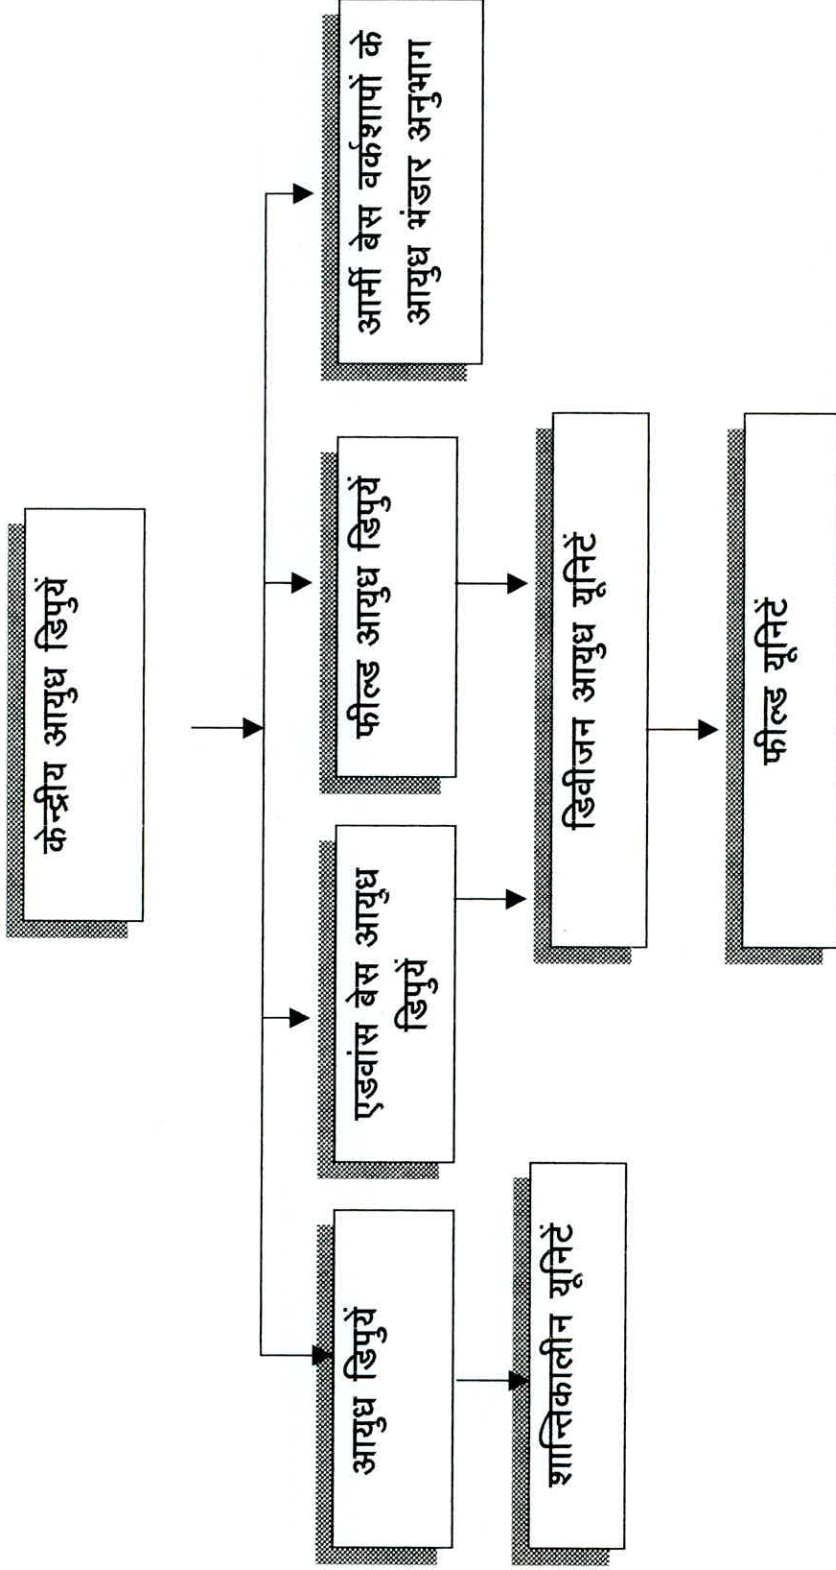 केन्द्रीय आयुध डिपुयें
आयुध डिपुयें
एडवांस बेस आयुध
डिपुयें
फील्ड आयुध डिपुयें
आर्मी बेस वर्कशापों के
आयुध भंडार अनुभाग
शान्तिकालीन यूनिटें
डिवीजन आयुध यूनिटें
फील्ड यूनिटें